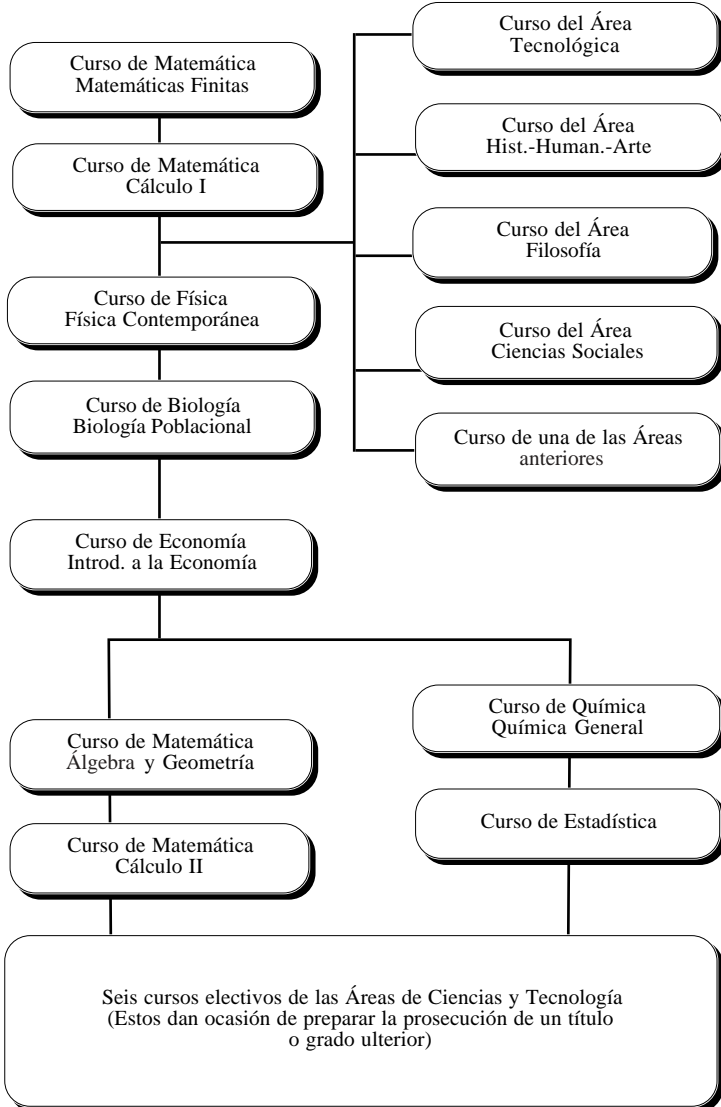 Curso de Matemática
Matemáticas Finitas
Curso de Matemática
Cálculo I
Curso de Física
Física Contemporánea
Curso de Biología
Biología Poblacional
Curso de Economía
Introd. a la Economía
Curso del Área
Tecnológica
Curso del Área
Hist.-Human.-Arte
Curso del Área
Filosofía
Curso del Área
Ciencias Sociales
Curso de una de las Áreas
anteriores
Curso de Matemática
Álgebra y Geometría
Curso de Matemática
Cálculo II
Curso de Química
Química General
Curso de Estadística
Seis cursos electivos de las Áreas de Ciencias y Tecnología
(Estos dan ocasión de preparar la prosecución de un título
o grado ulterior)